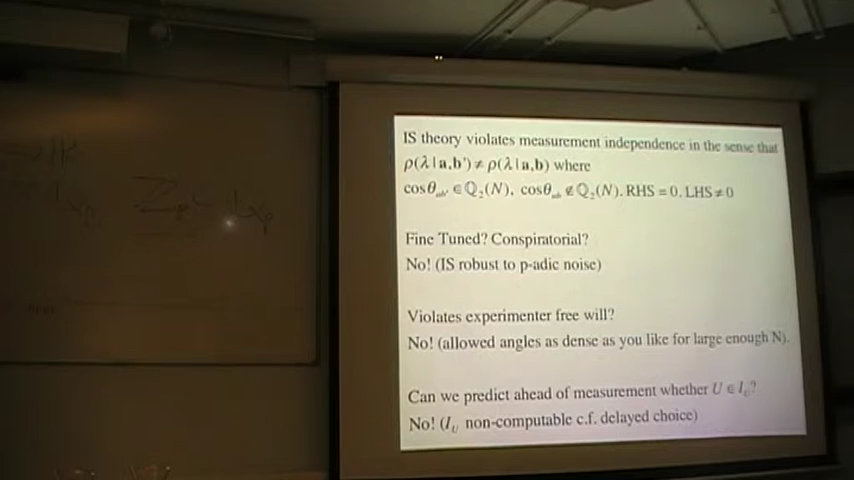 IS theory violates measurement independence in the sense that
ρ(λ|a,b') ≠ ρ(λ|a,b) where
cosθ_ab' ∈ ℚ₂(N), cosθ_ab ∉ ℚ₂(N). RHS = 0, LHS ≠ 0
Fine Tuned? Conspiratorial?
No! (IS robust to p-adic noise)
Violates experimenter free will?
No! (allowed angles as dense as you like for large enough N).
Can we predict ahead of measurement whether U ∈ I_U?
No! (I_U non-computable c.f. delayed choice)